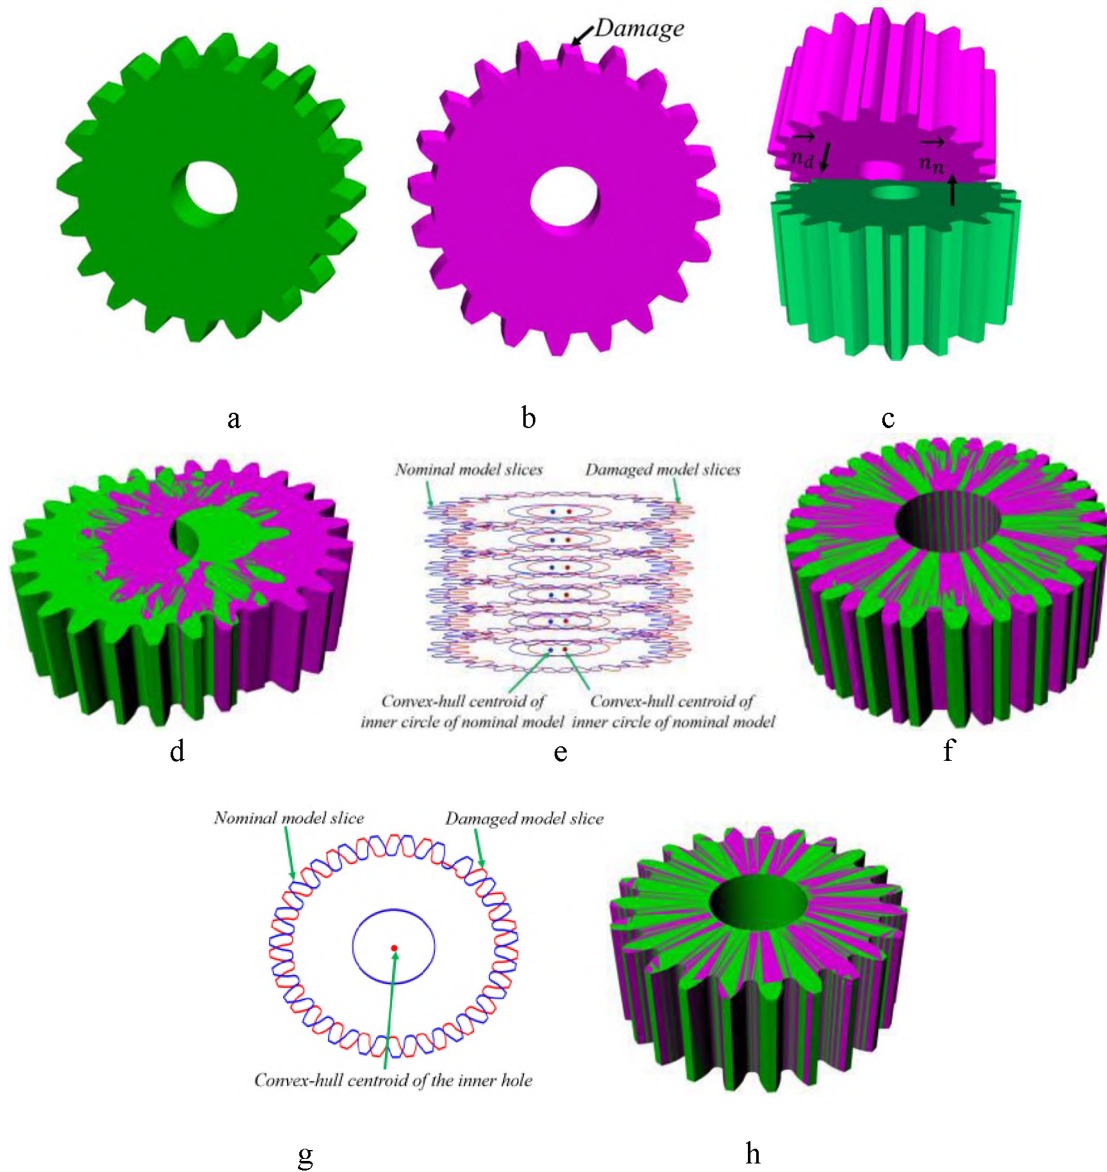 Damage
n_d
n_n
a
b
c
Nominal model slices
Damaged model slices
Convex-hull centroid of
inner circle of nominal model
Convex-hull centroid of
inner circle of nominal model
d
e
f
Nominal model slice
Damaged model slice
Convex-hull centroid of the inner hole
g
h